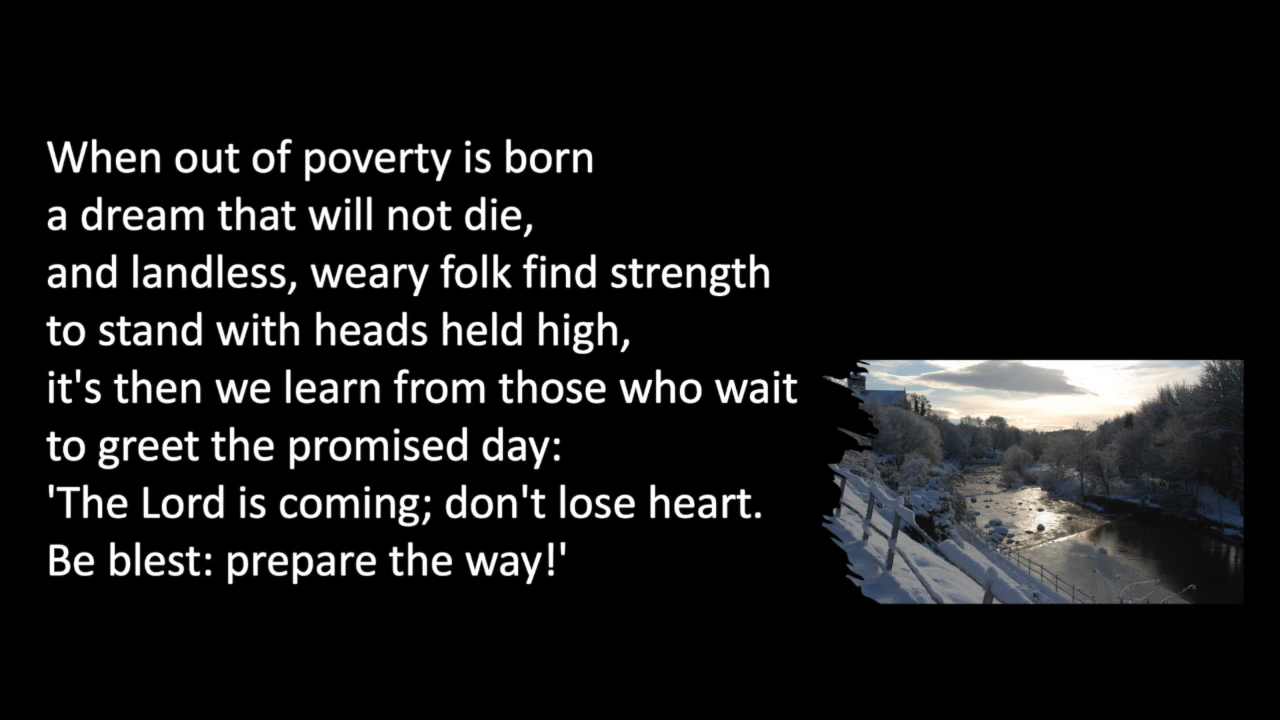 When out of poverty is born
a dream that will not die,
and landless, weary folk find strength
to stand with heads held high,
it's then we learn from those who wait
to greet the promised day:
'The Lord is coming; don't lose heart.
Be blest: prepare the way!'